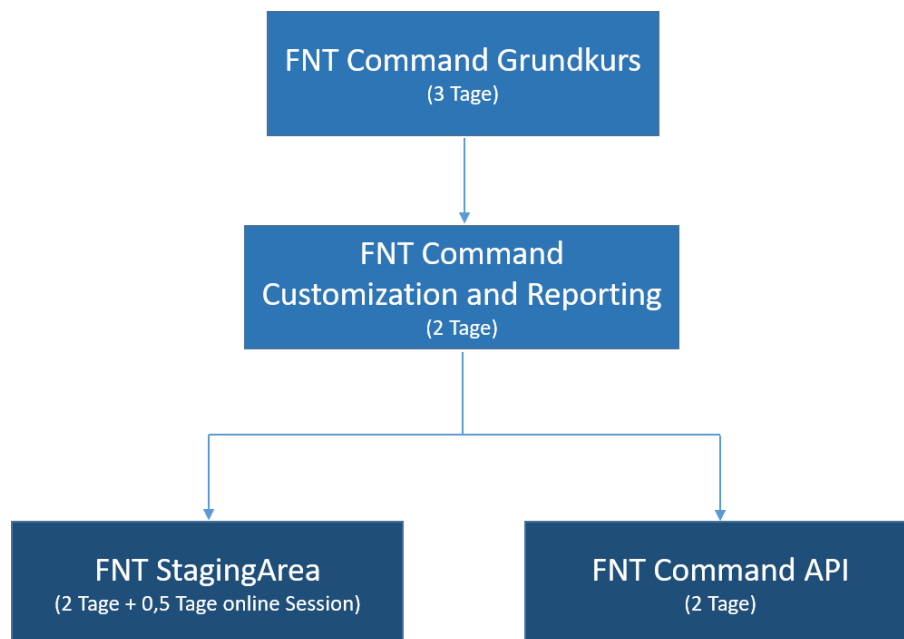 FNT Command Grundkurs
(3 Tage)
FNT Command
Customization and Reporting
(2 Tage)
FNT StagingArea
(2 Tage + 0,5 Tage online Session)
FNT Command API
(2 Tage)